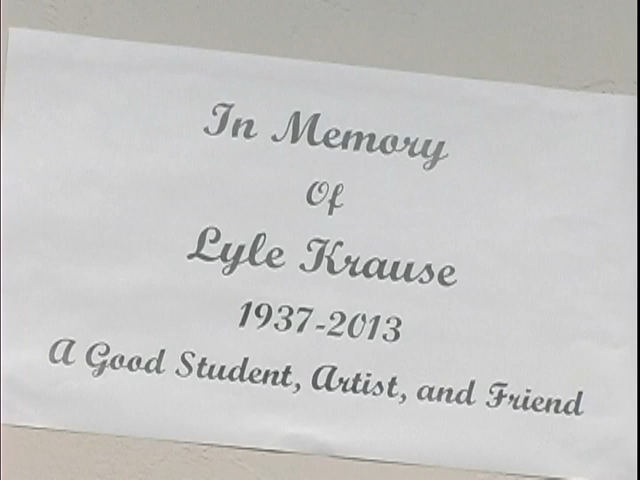 In Memory
Of
Lyle Krause
1937-2013
A Good Student, Artist, and Friend